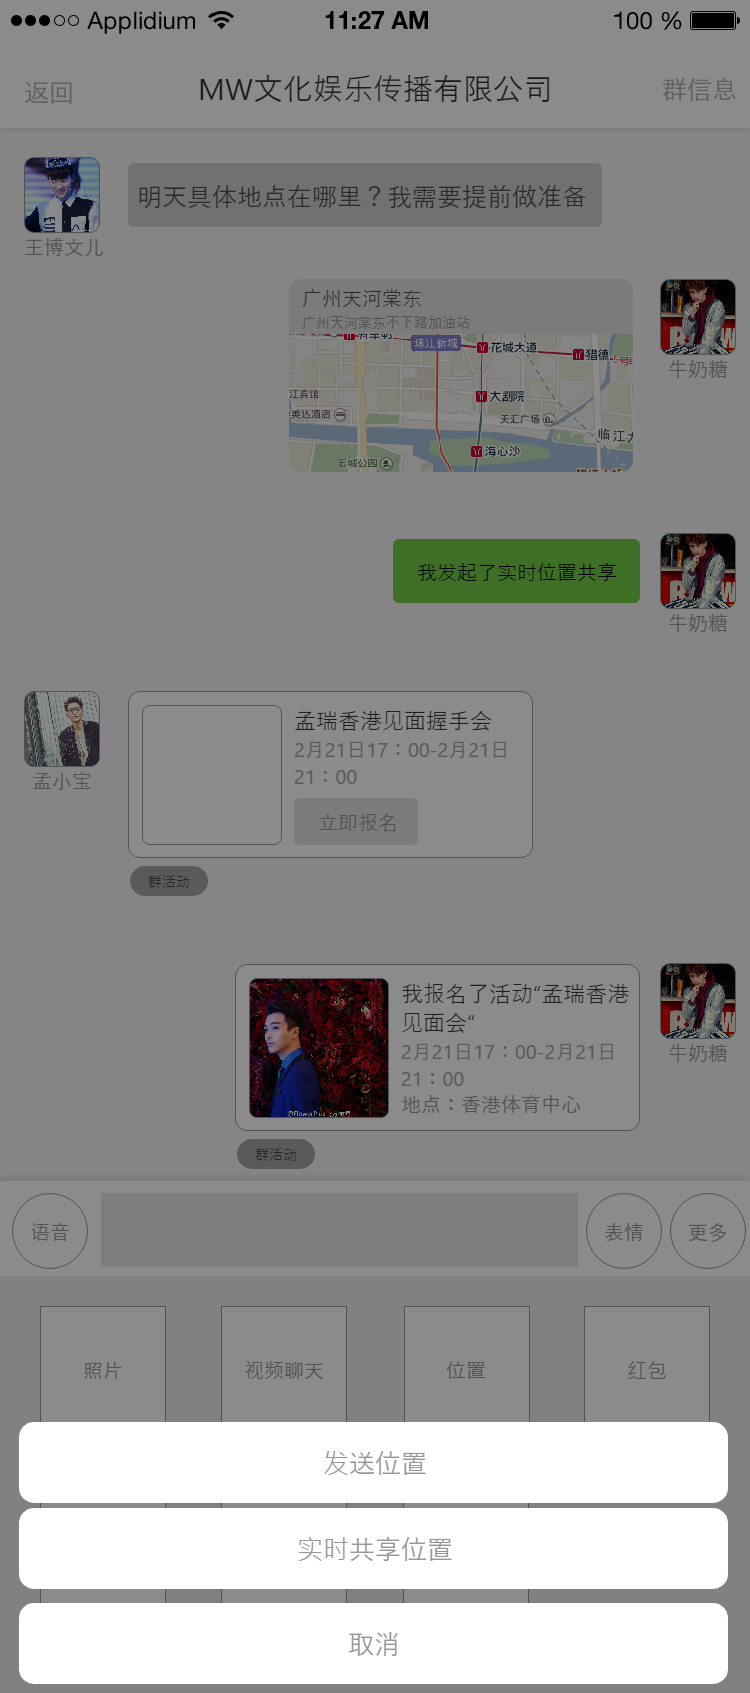 Applidium 11:27 AM 100 %
返回 MW文化娱乐传播有限公司 群信息
明天具体地点在哪里？我需要提前做准备
王博文儿
广州天河棠东
广州天河棠东不下路加油站
珠江新城
花城大道
猎德
江宾馆
大剧院
美达酒店
天汇广场
临江大
海心沙
宏城公园
牛奶糖
我发起了实时位置共享
牛奶糖
孟瑞香港见面握手会
2月21日17：00-2月21日
21：00
立即报名
孟小宝
群活动
我报名了活动“孟瑞香港
见面会“
2月21日17：00-2月21日
21：00
地点：香港体育中心
牛奶糖
群活动
语音 表情 更多
照片 视频聊天 位置 红包
发送位置
实时共享位置
取消